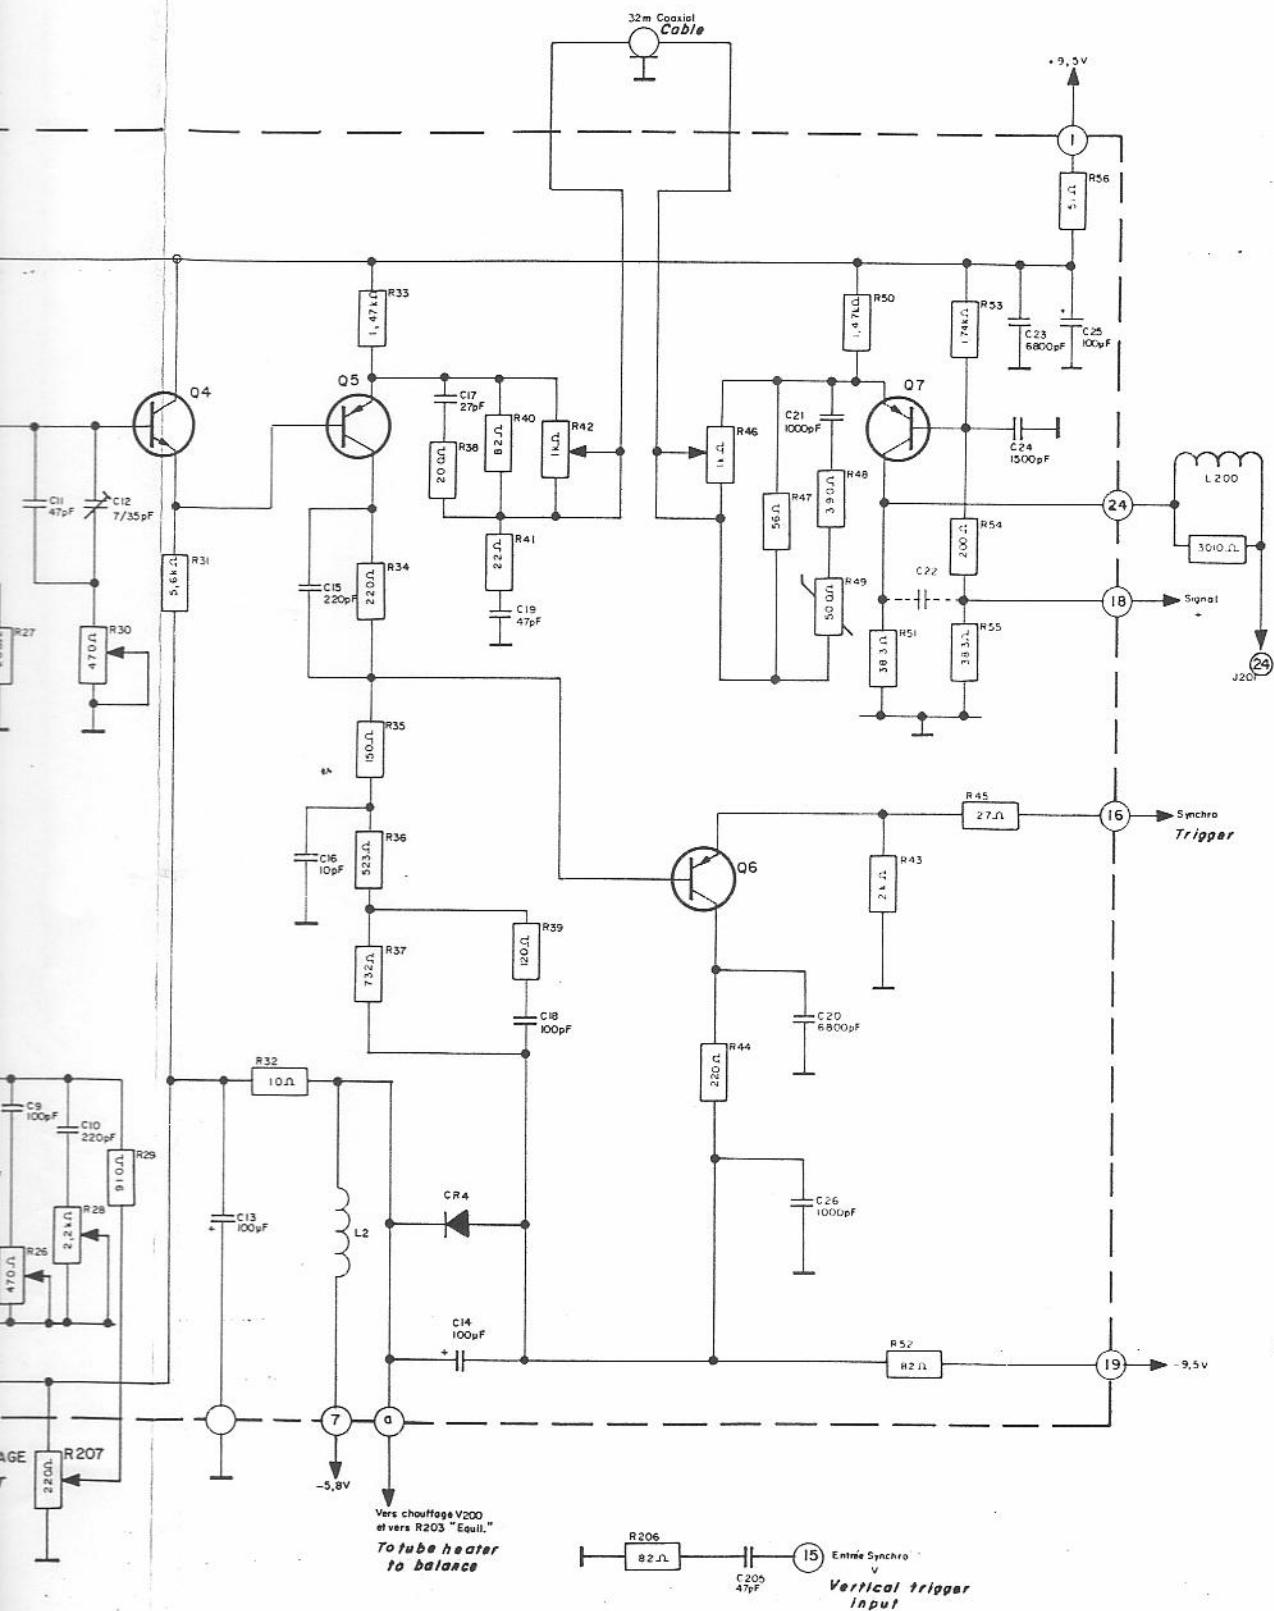 32m Coaxial
Cable
+9,5V
1
R56
51Ω
R33
1,47kΩ
R50
1,47kΩ
R53
1.74kΩ
C23
6800pF
+
C25
100µF
Q4
Q5
C17
27pF
R40
82Ω
R42
1kΩ
R38
200Ω
R46
1kΩ
C21
1000pF
Q7
C24
1500pF
L200
C11
47pF
C12
7/35pF
R47
56Ω
R48
390Ω
24
R54
200Ω
3010Ω
R41
22Ω
R31
5,6kΩ
R34
220Ω
C15
220pF
C19
47pF
R49
500Ω
C22
18
Signal
+
R27
R30
470Ω
R51
383Ω
R55
383Ω
24
J201
R35
150Ω
R45
27Ω
16
Synchro
Trigger
R36
523Ω
C16
10pF
Q6
R43
2kΩ
R37
732Ω
R39
120Ω
C18
100pF
C20
6800pF
R44
220Ω
R32
10Ω
C9
100pF
C10
220pF
R29
910Ω
R28
2,2kΩ
R26
470Ω
+
C13
100µF
L2
CR4
C26
1000pF
C14
100µF
+
R52
82Ω
19
-9,5V
7
a
AGE
R207
220Ω
-5,8V
Vers chauffage V200
et vers R203 "Equil."
To tube heater
to balance
R206
82Ω
C205
47pF
15
Entrée Synchro
V
Vertical trigger
input